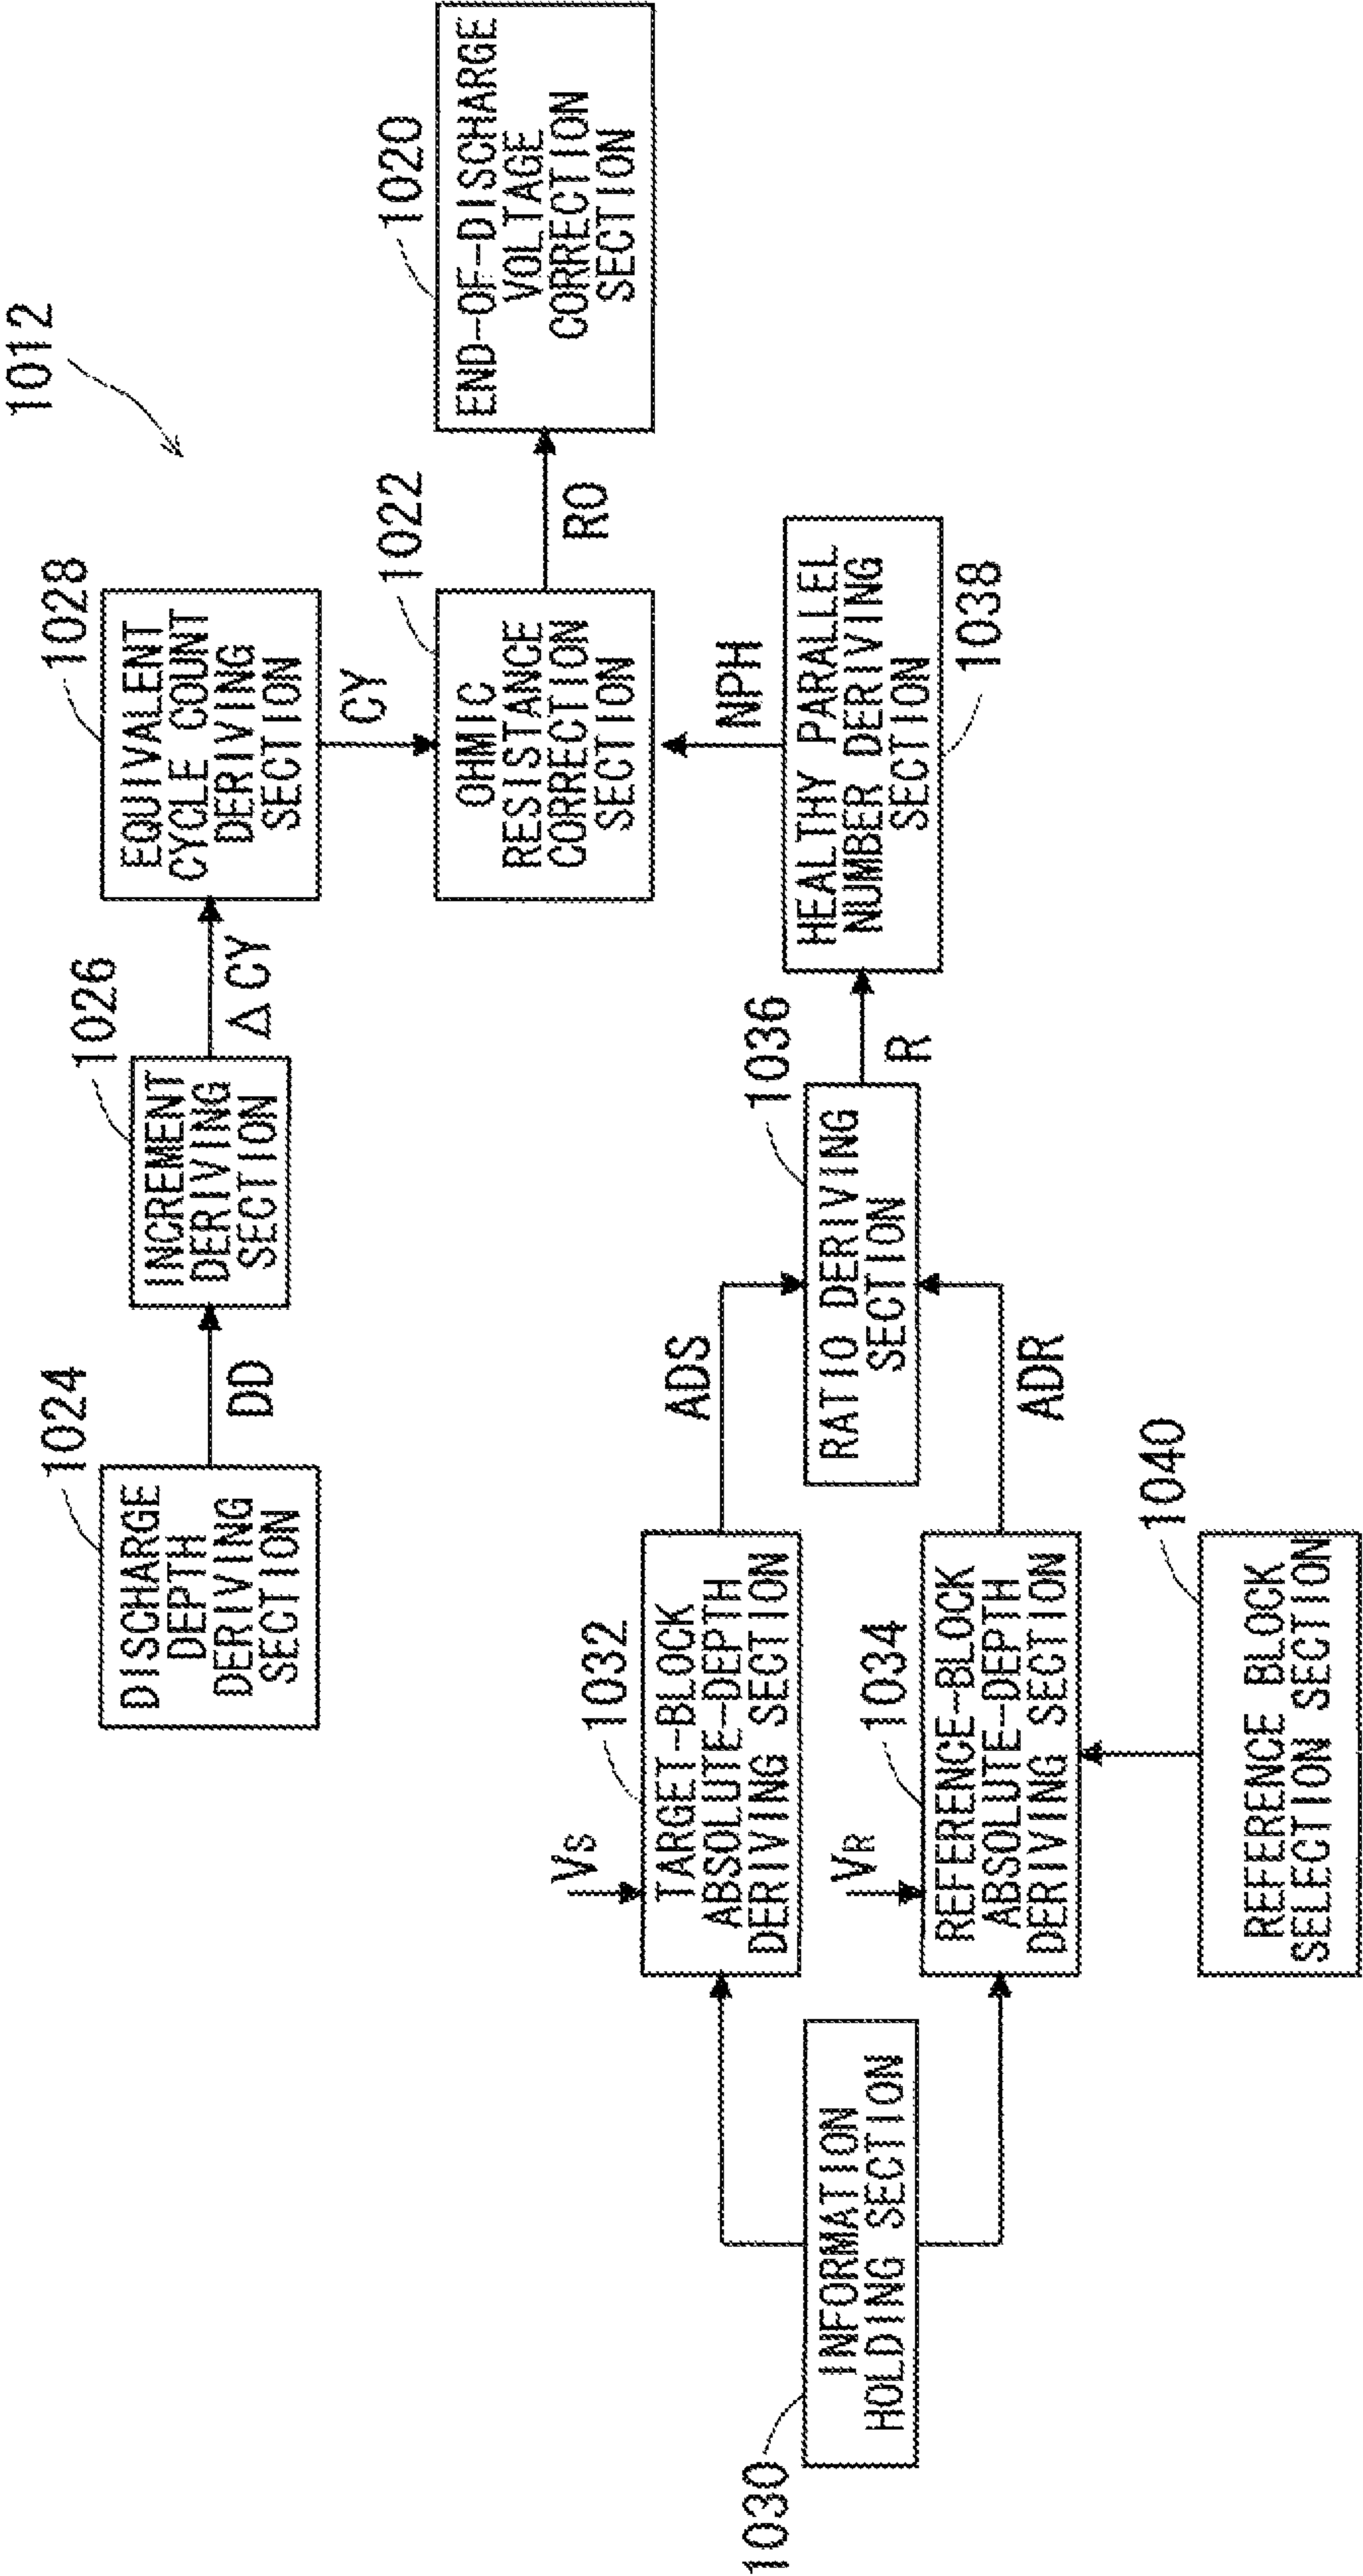 1012
1024
DISCHARGE
DEPTH
DERIVING
SECTION
DD
1026
INCREMENT
DERIVING
SECTION
ΔCY
1028
EQUIVALENT
CYCLE COUNT
DERIVING
SECTION
CY
1022
OHMIC
RESISTANCE
CORRECTION
SECTION
RO
1020
END-OF-DISCHARGE
VOLTAGE
CORRECTION
SECTION
1030
INFORMATION
HOLDING SECTION
VS
1032
TARGET-BLOCK
ABSOLUTE-DEPTH
DERIVING SECTION
ADS
VR
1034
REFERENCE-BLOCK
ABSOLUTE-DEPTH
DERIVING SECTION
ADR
1040
REFERENCE BLOCK
SELECTION SECTION
1036
RATIO DERIVING
SECTION
R
NPH
HEALTHY PARALLEL
NUMBER DERIVING
SECTION
1038